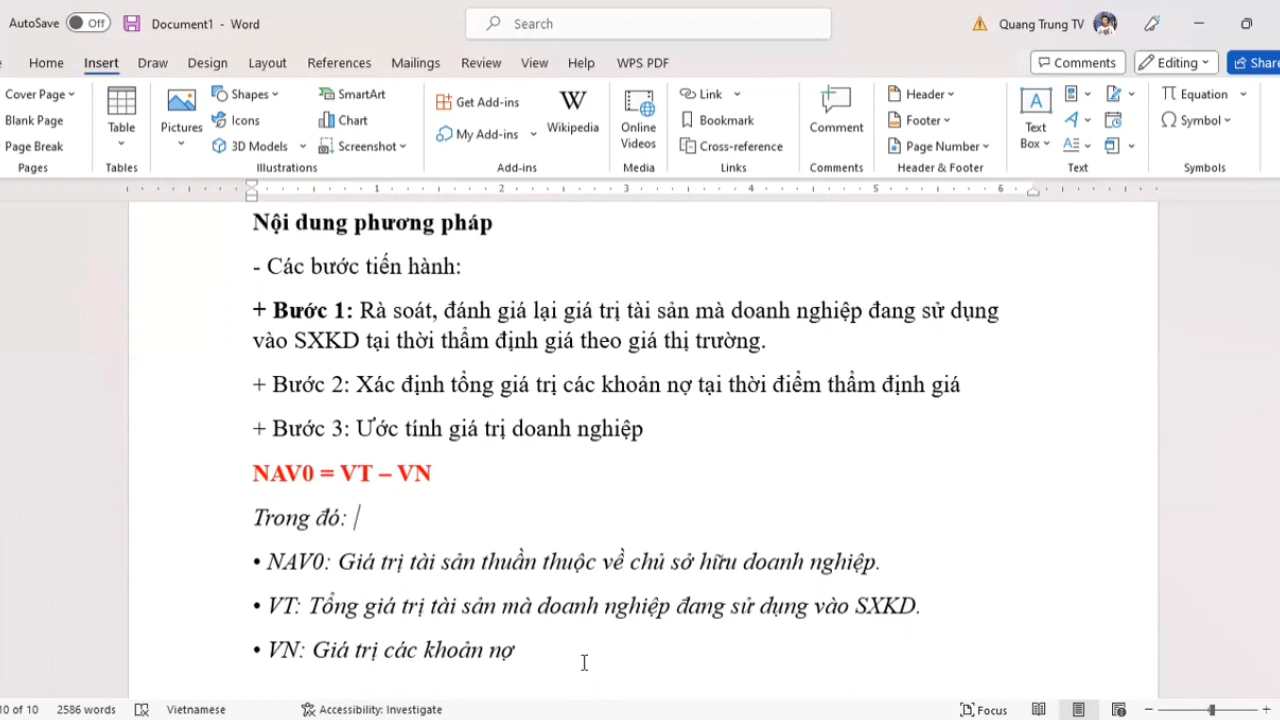 AutoSave Off Document1 - Word Search Quang Trung TV
Home Insert Draw Design Layout References Mailings Review View Help WPS PDF Comments Editing Share
Cover Page
Blank Page
Page Break
Pages
Table
Tables
Pictures
Shapes
Icons
3D Models
SmartArt
Chart
Screenshot
Illustrations
Get Add-ins
My Add-ins
Wikipedia
Add-ins
Online
Videos
Media
Link
Bookmark
Cross-reference
Links
Comment
Comments
Header
Footer
Page Number
Header & Footer
Text
Box
Text
Equation
Symbol
Symbols
1 2 3 4 5 6
Nội dung phương pháp
- Các bước tiến hành:
+ Bước 1: Rà soát, đánh giá lại giá trị tài sản mà doanh nghiệp đang sử dụng
vào SXKD tại thời thẩm định giá theo giá thị trường.
+ Bước 2: Xác định tổng giá trị các khoản nợ tại thời điểm thẩm định giá
+ Bước 3: Ước tính giá trị doanh nghiệp
NAV0 = VT – VN
Trong đó:
• NAV0: Giá trị tài sản thuần thuộc về chủ sở hữu doanh nghiệp.
• VT: Tổng giá trị tài sản mà doanh nghiệp đang sử dụng vào SXKD.
• VN: Giá trị các khoản nợ
10 of 10 2586 words Vietnamese Accessibility: Investigate Focus